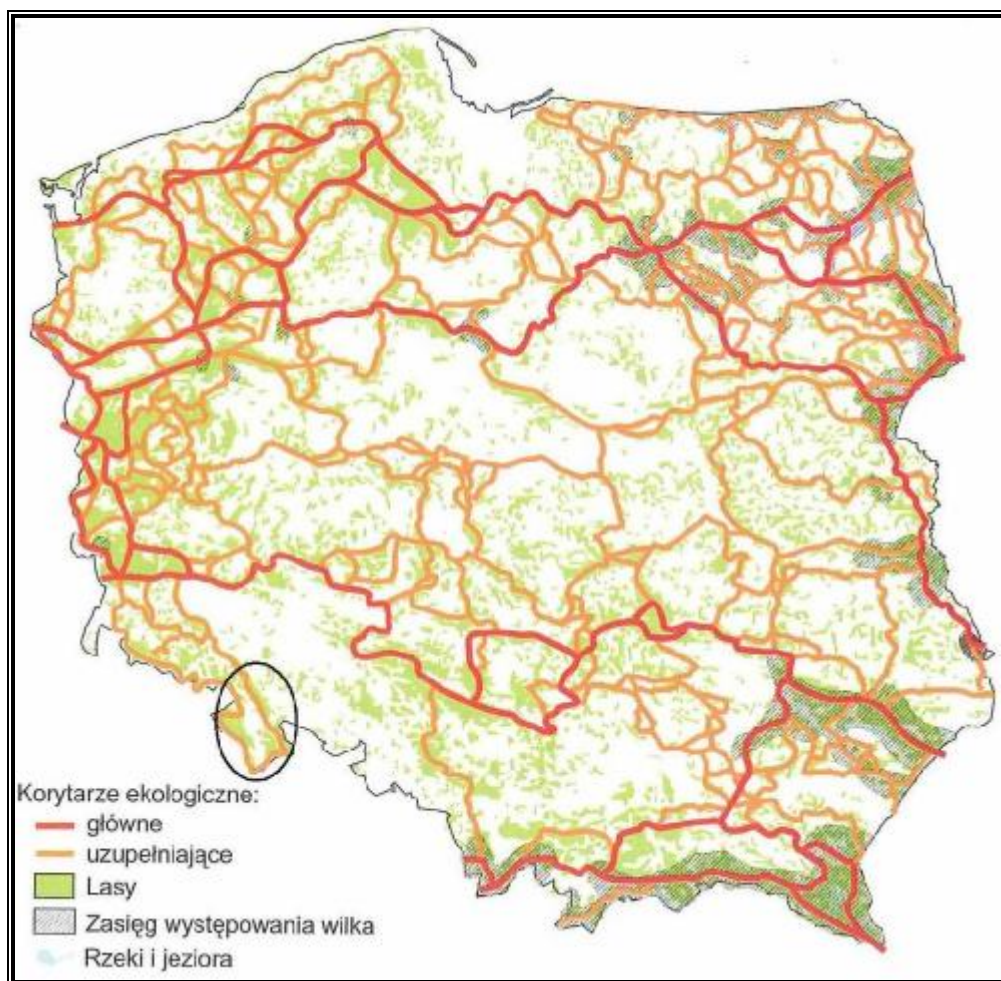 Korytarze ekologiczne:
główne
uzupełniające
Lasy
Zasięg występowania wilka
Rzeki i jeziora